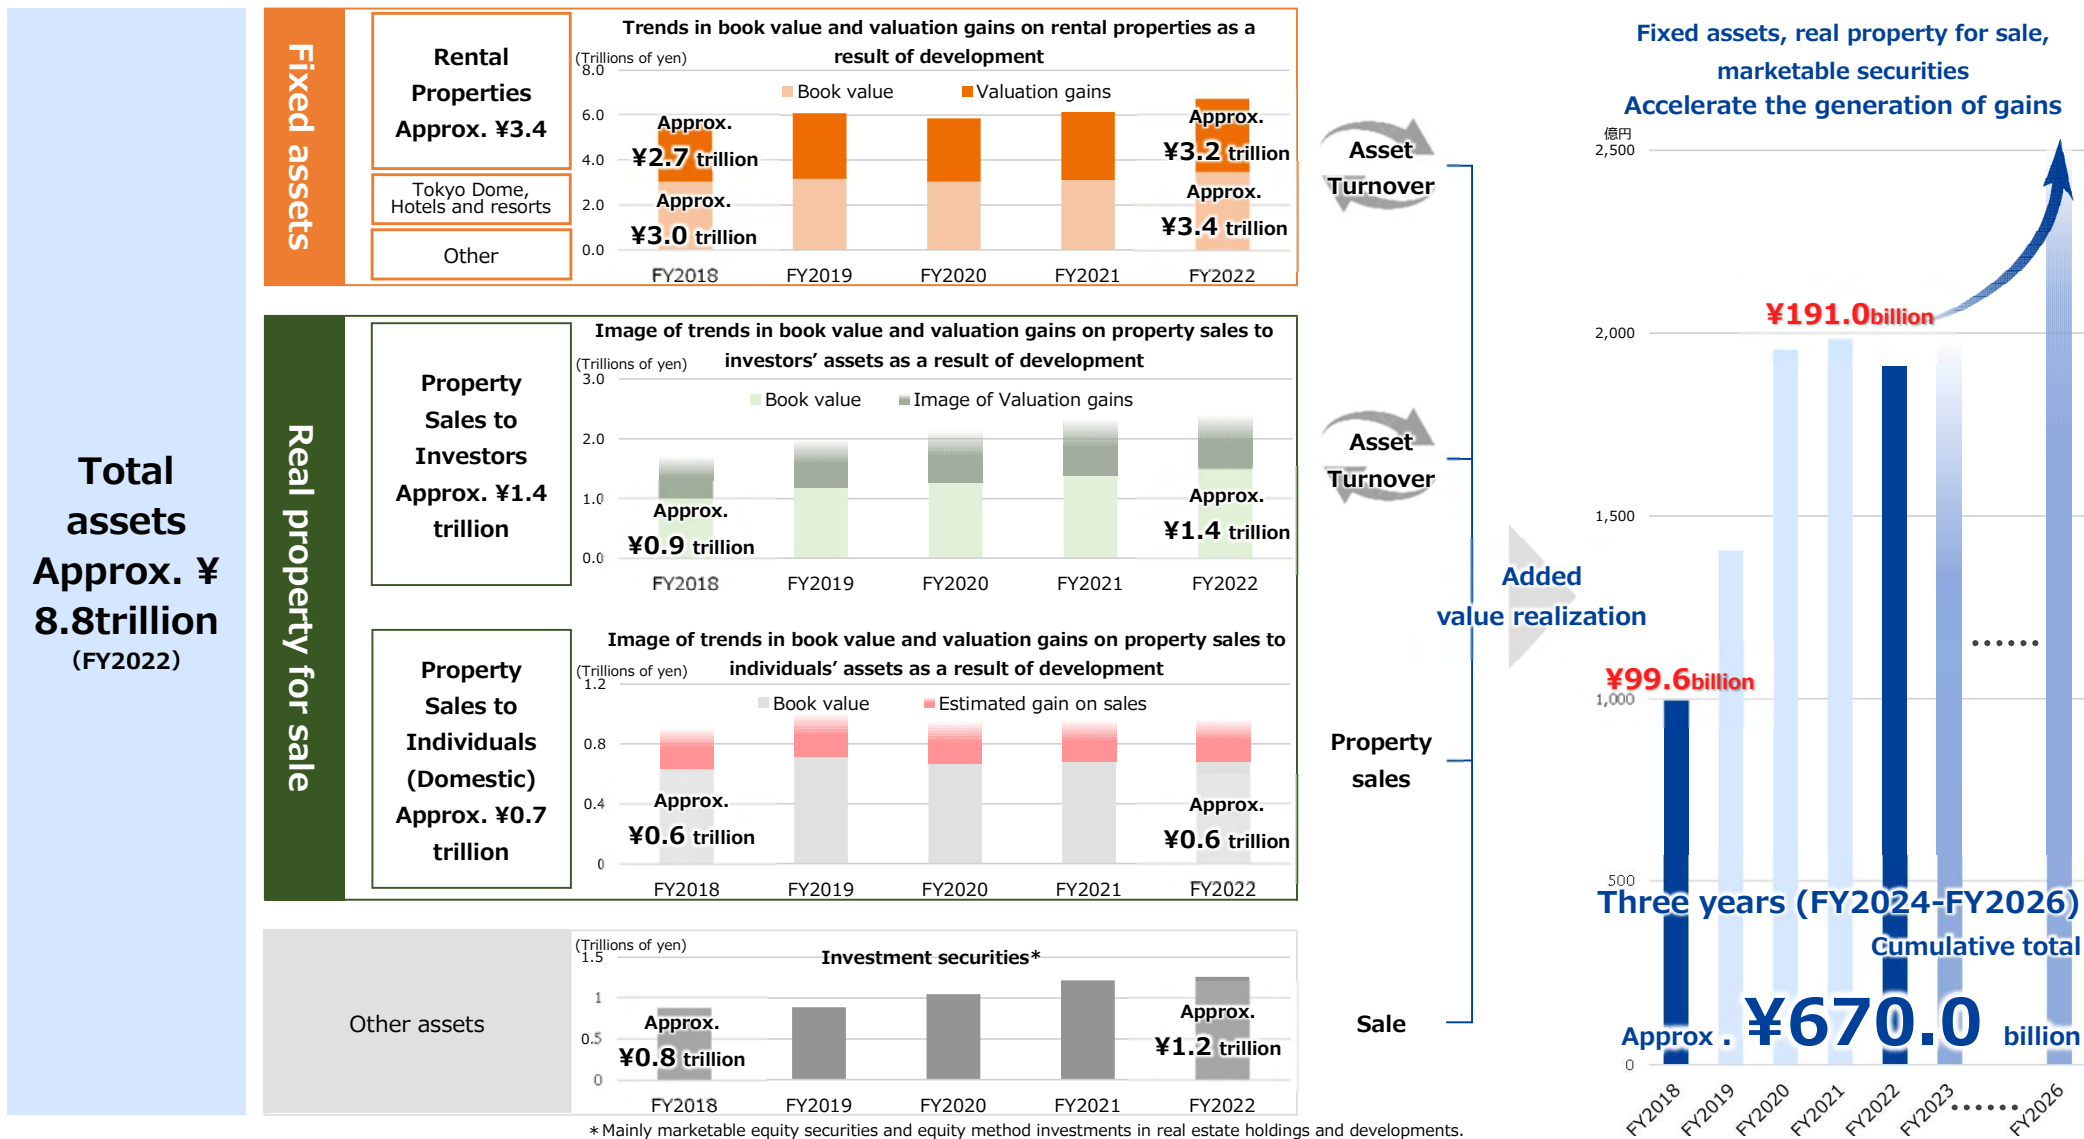 Total
assets
Approx. ¥
8.8trillion
(FY2022)
Fixed assets
Rental
Properties
Approx. ¥3.4
Tokyo Dome,
Hotels and resorts
Other
Trends in book value and valuation gains on rental properties as a
result of development
(Trillions of yen)
Book value
Valuation gains
8.0
6.0
4.0
2.0
0.0
Approx.
¥2.7 trillion
Approx.
¥3.0 trillion
Approx.
¥3.2 trillion
Approx.
¥3.4 trillion
FY2018
FY2019
FY2020
FY2021
FY2022
Real property for sale
Property
Sales to
Investors
Approx. ¥1.4
trillion
Image of trends in book value and valuation gains on property sales to
investors’ assets as a result of development
(Trillions of yen)
Book value
Image of Valuation gains
3.0
2.0
1.0
0.0
Approx.
¥0.9 trillion
Approx.
¥1.4 trillion
FY2018
FY2019
FY2020
FY2021
FY2022
Property
Sales to
Individuals
(Domestic)
Approx. ¥0.7
trillion
Image of trends in book value and valuation gains on property sales to
individuals’ assets as a result of development
(Trillions of yen)
Book value
Estimated gain on sales
1.2
0.8
0.4
0
Approx.
¥0.6 trillion
Approx.
¥0.6 trillion
FY2018
FY2019
FY2020
FY2021
FY2022
Other assets
(Trillions of yen)
Investment securities*
1.5
1
0.5
0
Approx.
¥0.8 trillion
Approx.
¥1.2 trillion
FY2018
FY2019
FY2020
FY2021
FY2022
* Mainly marketable equity securities and equity method investments in real estate holdings and developments.
Asset
Turnover
Asset
Turnover
Property
sales
Sale
Added
value realization
Fixed assets, real property for sale,
marketable securities
Accelerate the generation of gains
億円
2,500
2,000
1,500
1,000
500
0
¥99.6billion
¥191.0billion
......
Three years (FY2024-FY2026)
Cumulative total
Approx. ¥670.0 billion
FY2018
FY2019
FY2020
FY2021
FY2022
FY2023
......
FY2026